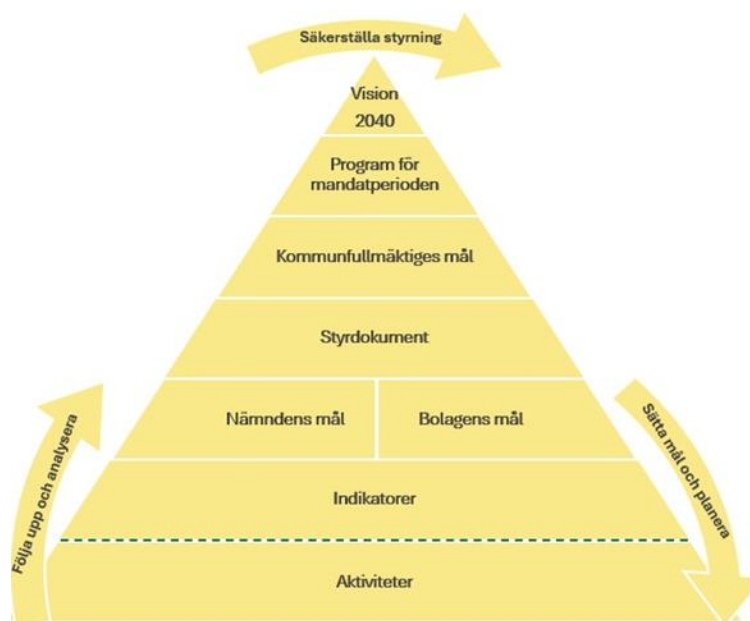 Säkerställa styrning
Vision
2040
Program för
mandatperioden
Kommunfullmäktiges mål
Styrdokument
Nämndens mål
Bolagens mål
Följa upp och analysera
Sätta mål och planera
Indikatorer
Aktiviteter